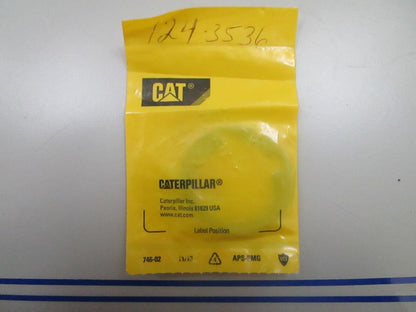 124-3536
CAT
CATERPILLAR®
Caterpillar Inc.
Peoria, Illinois 61629 USA
www.cat.com
Label Position
746-02 APS-PMG